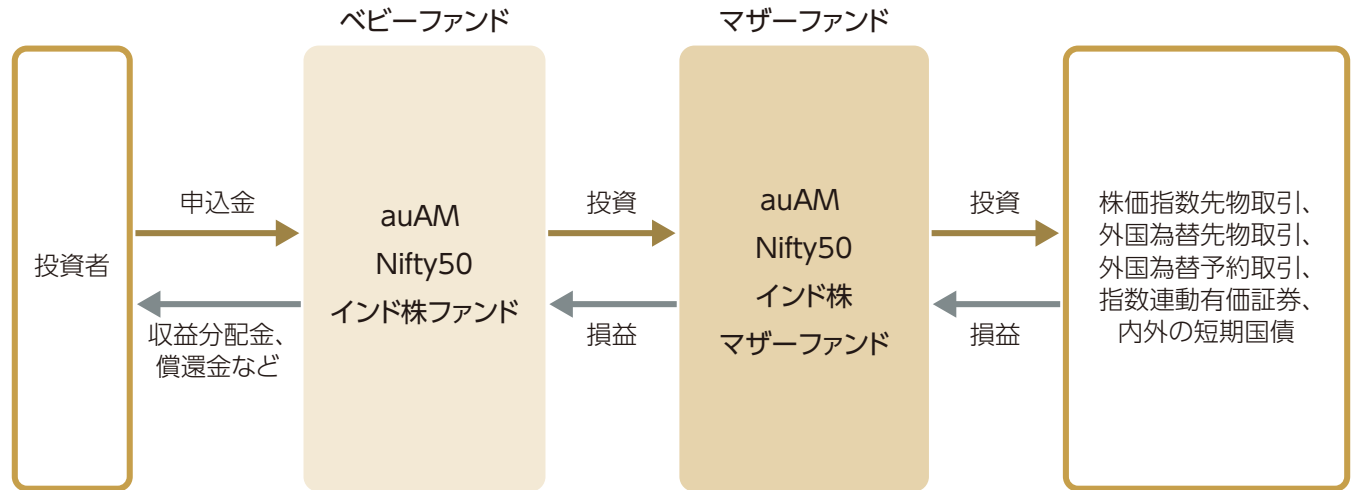 ベビーファンド
マザーファンド
投資者
申込金
収益分配金、
償還金など
auAM
Nifty50
インド株ファンド
投資
損益
auAM
Nifty50
インド株
マザーファンド
投資
損益
株価指数先物取引、
外国為替先物取引、
外国為替予約取引、
指数連動有価証券、
内外の短期国債